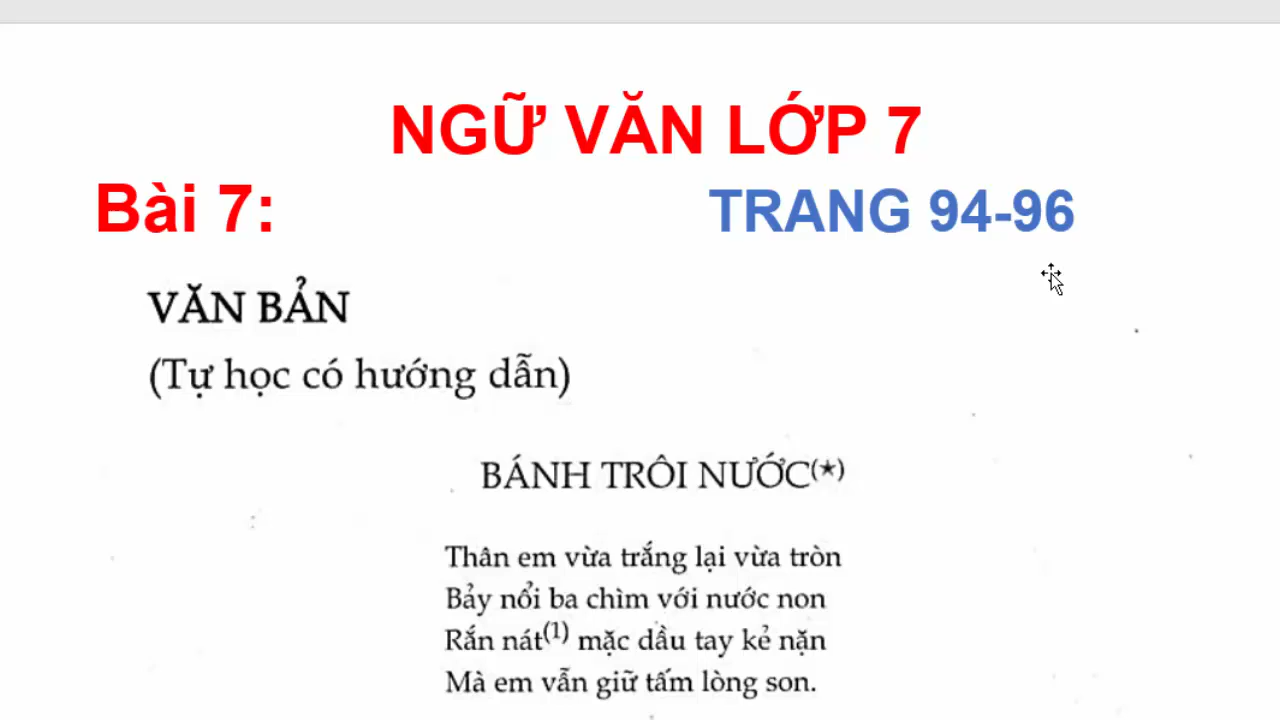 NGỮ VĂN LỚP 7
Bài 7: TRANG 94-96
VĂN BẢN
(Tự học có hướng dẫn)
BÁNH TRÔI NƯỚC(★)
Thân em vừa trắng lại vừa tròn
Bảy nổi ba chìm với nước non
Rắn nát(1) mặc dầu tay kẻ nặn
Mà em vẫn giữ tấm lòng son.